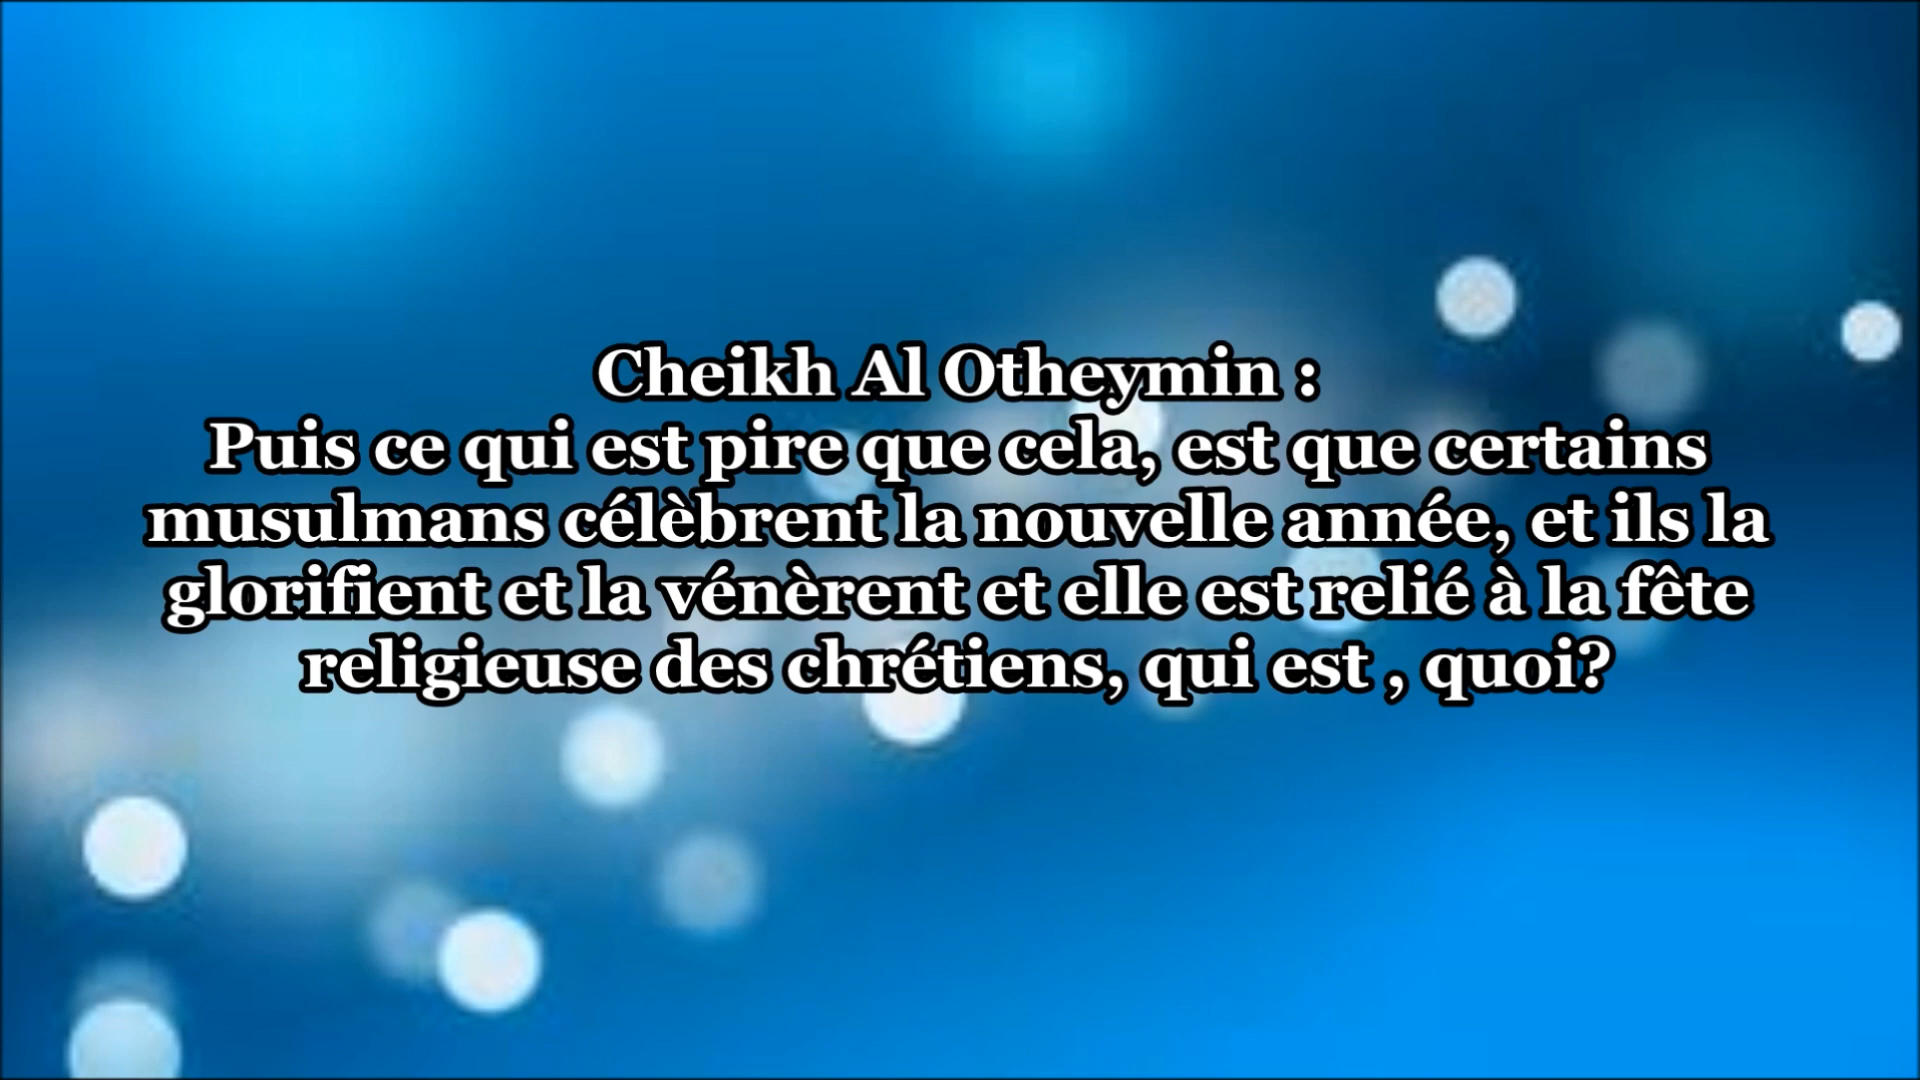 Cheikh Al Otheymin :
Puis ce qui est pire que cela, est que certains
musulmans célèbrent la nouvelle année, et ils la
glorifient et la vénèrent et elle est relié à la fête
religieuse des chrétiens, qui est , quoi?